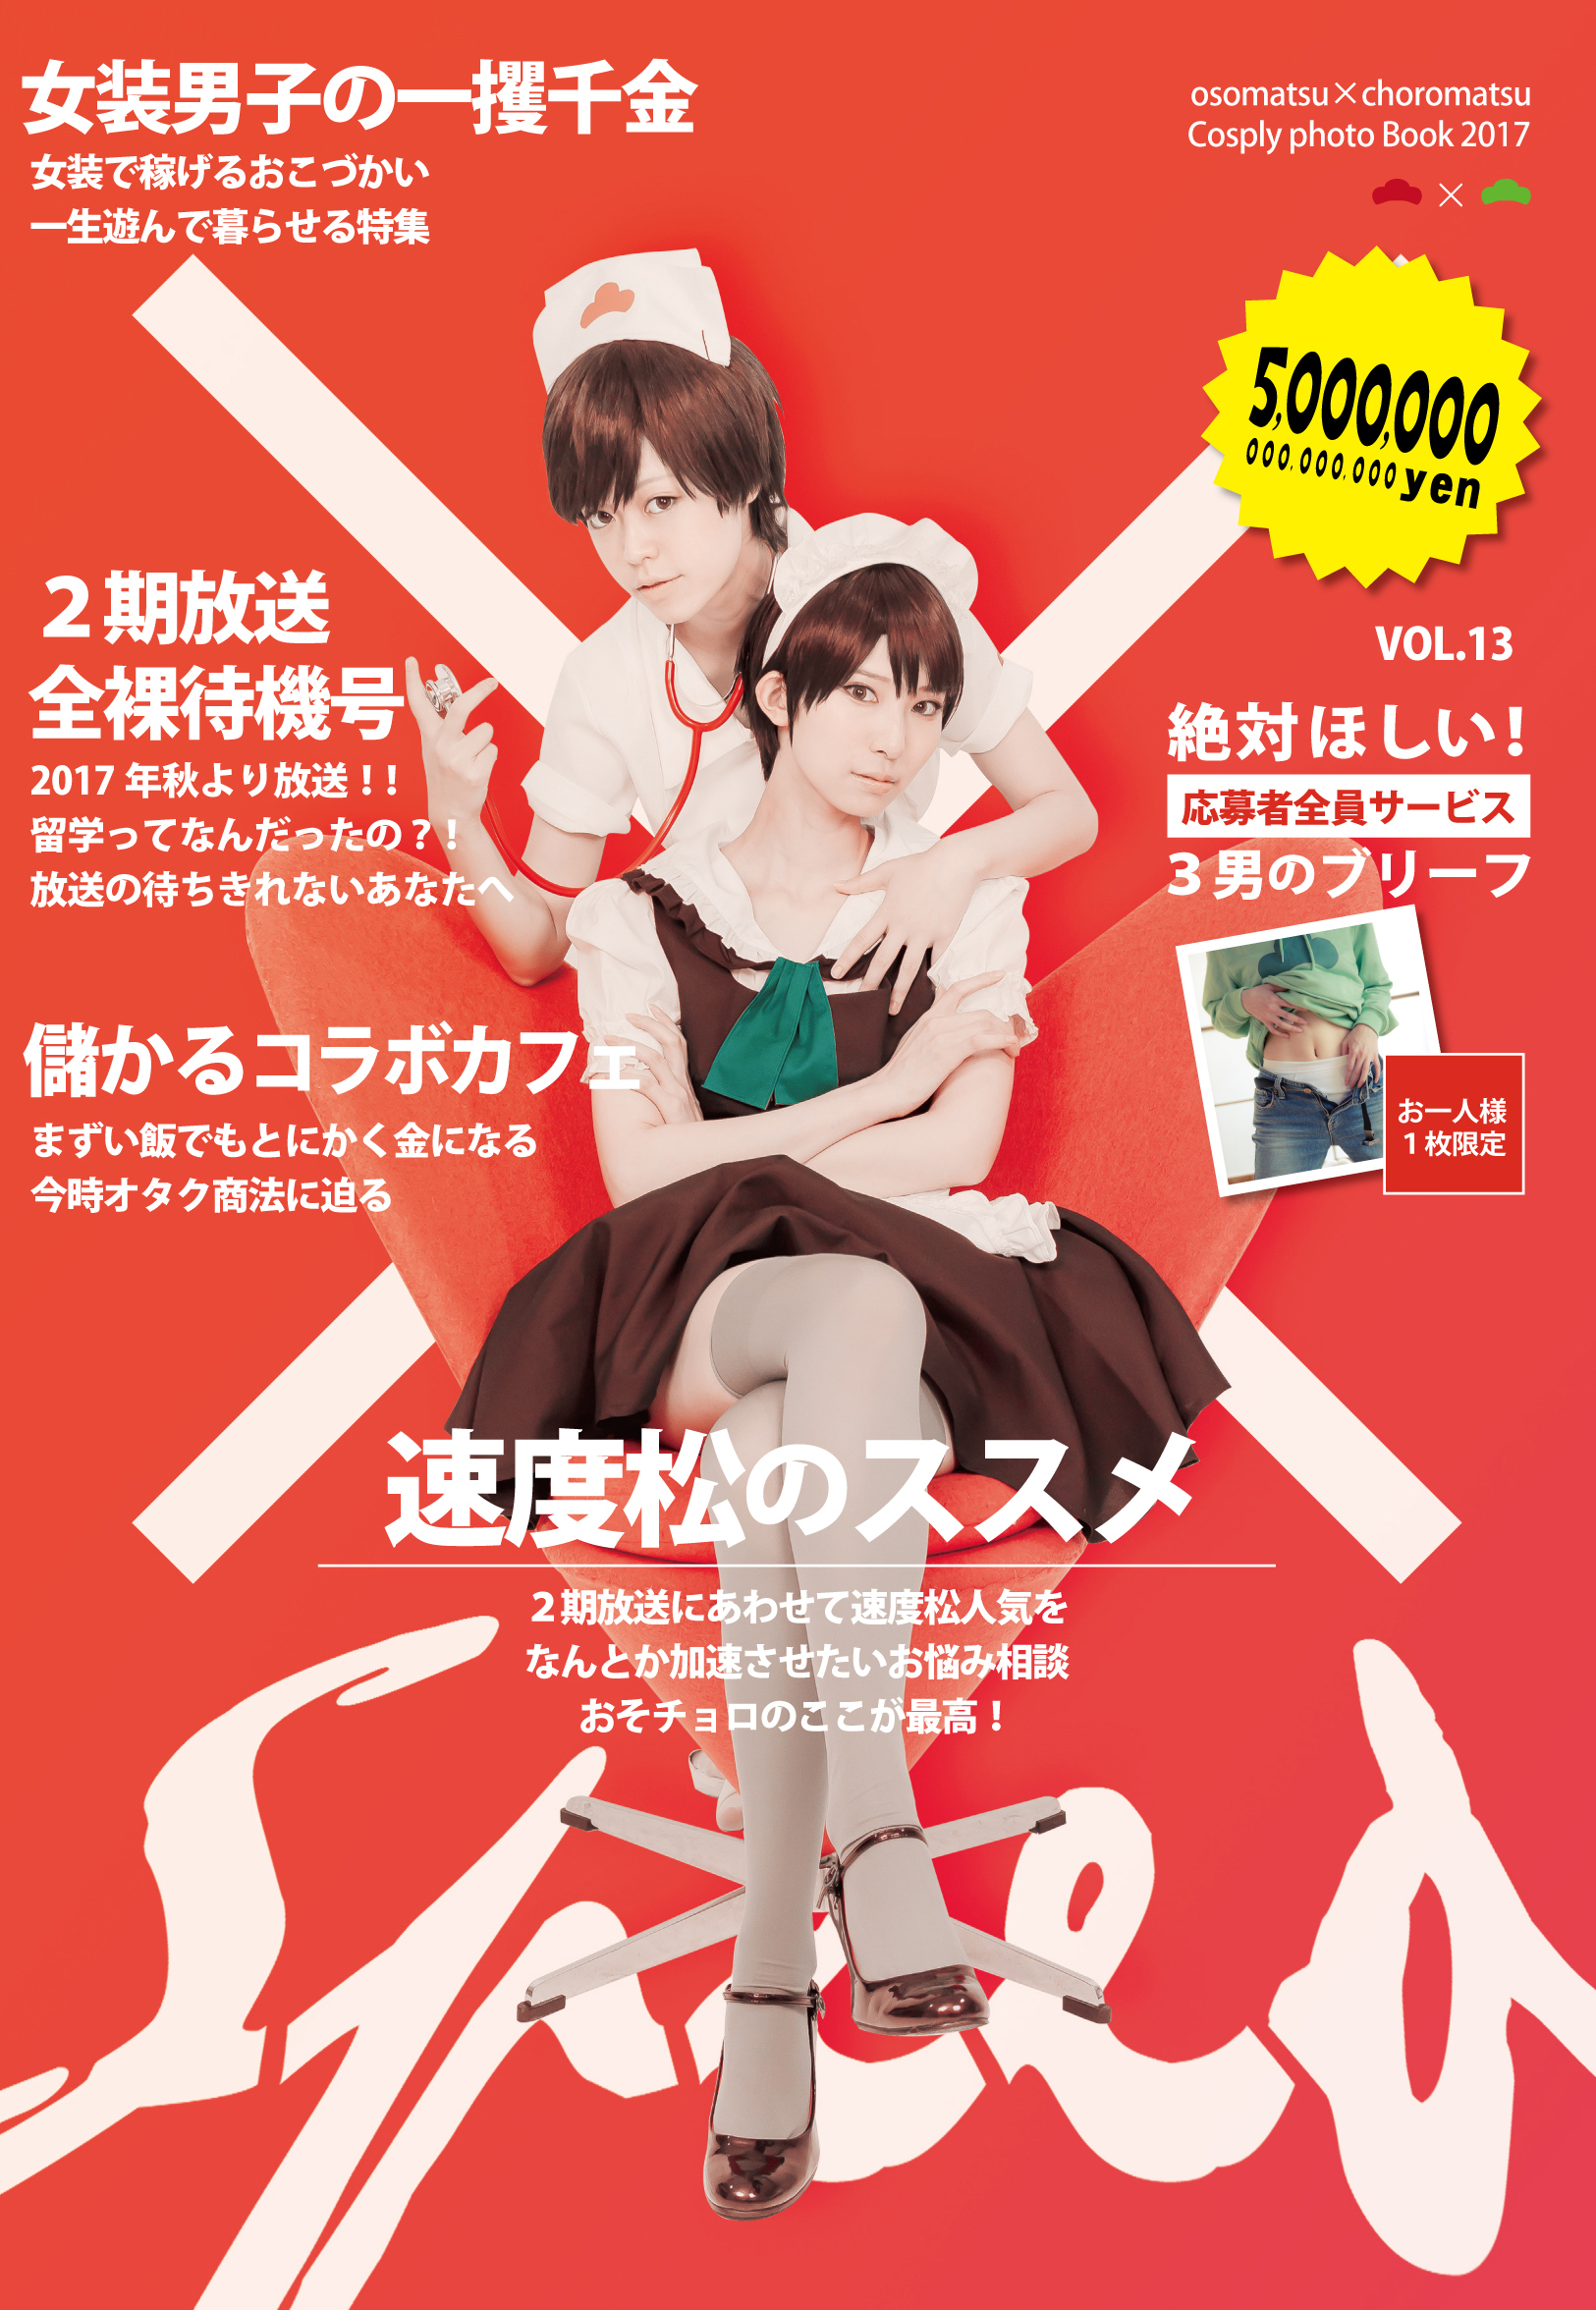 女装男子の一攫千金
女装で稼げるおこづかい
一生遊んで暮らせる特集
osomatsu×choromatsu
Cosply photo Book 2017
×
5,000,000
000,000,000yen
VOL.13
２期放送
全裸待機号
2017年秋より放送！！
留学ってなんだったの？！
放送の待ちきれないあなたへ
絶対ほしい！
応募者全員サービス
３男のブリーフ
お一人様
１枚限定
儲かるコラボカフェ
まずい飯でもとにかく金になる
今時オタク商法に迫る
速度松のススメ
２期放送にあわせて速度松人気を
なんとか加速させたいお悩み相談
おそチョロのここが最高！
Speed